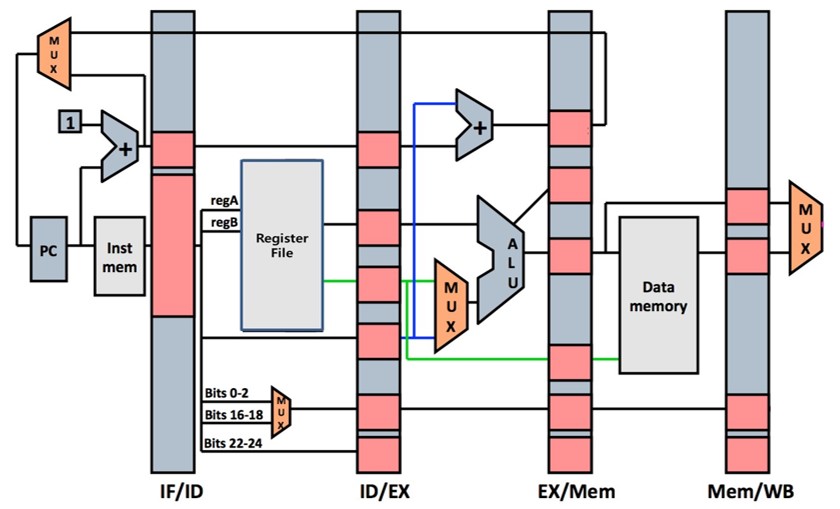 M
U
X
1
+
+
regA
regB
PC
Inst
mem
Register
File
A
L
U
M
U
X
Data
memory
M
U
X
Bits 0-2
Bits 16-18
M
U
X
Bits 22-24
IF/ID
ID/EX
EX/Mem
Mem/WB